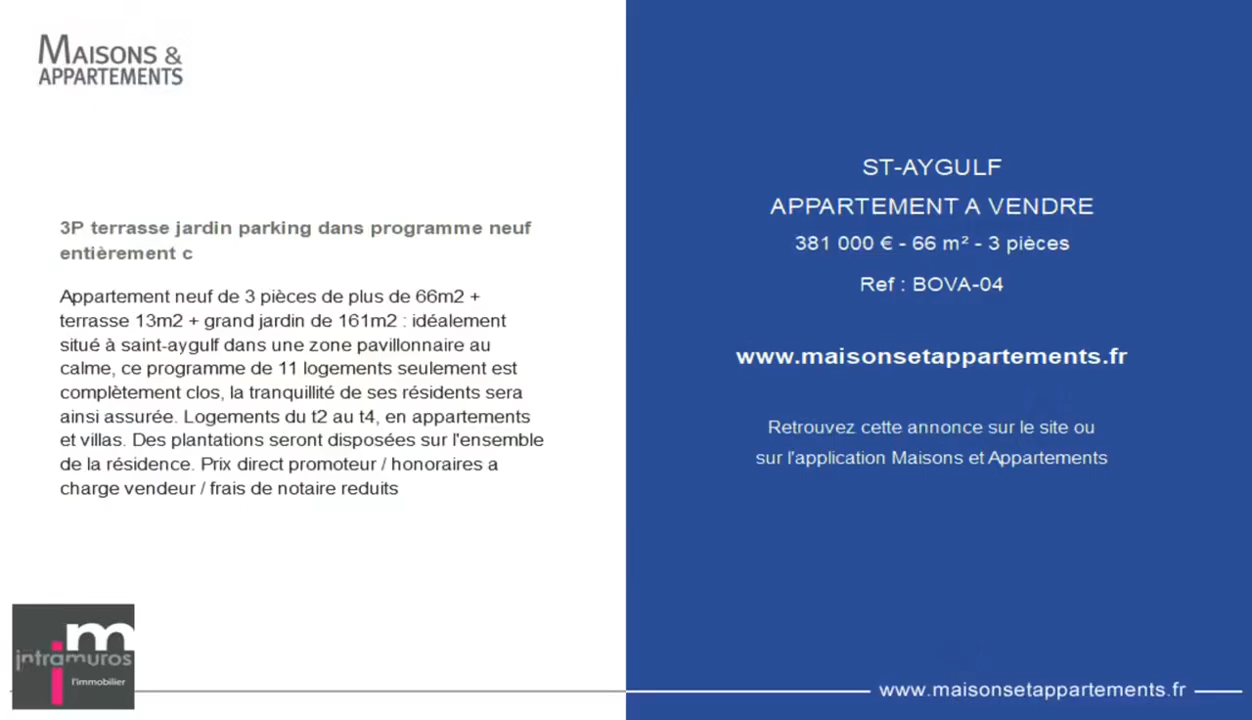 MAISONS &
APPARTEMENTS
3P terrasse jardin parking dans programme neuf
entièrement c
Appartement neuf de 3 pièces de plus de 66m2 +
terrasse 13m2 + grand jardin de 161m2 : idéalement
situé à saint-aygulf dans une zone pavillonnaire au
calme, ce programme de 11 logements seulement est
complètement clos, la tranquillité de ses résidents sera
ainsi assurée. Logements du t2 au t4, en appartements
et villas. Des plantations seront disposées sur l'ensemble
de la résidence. Prix direct promoteur / honoraires a
charge vendeur / frais de notaire reduits
im
intramuros
l'immobilier
ST-AYGULF
APPARTEMENT A VENDRE
381 000 € - 66 m² - 3 pièces
Ref : BOVA-04
www.maisonsetappartements.fr
Retrouvez cette annonce sur le site ou
sur l'application Maisons et Appartements
www.maisonsetappartements.fr